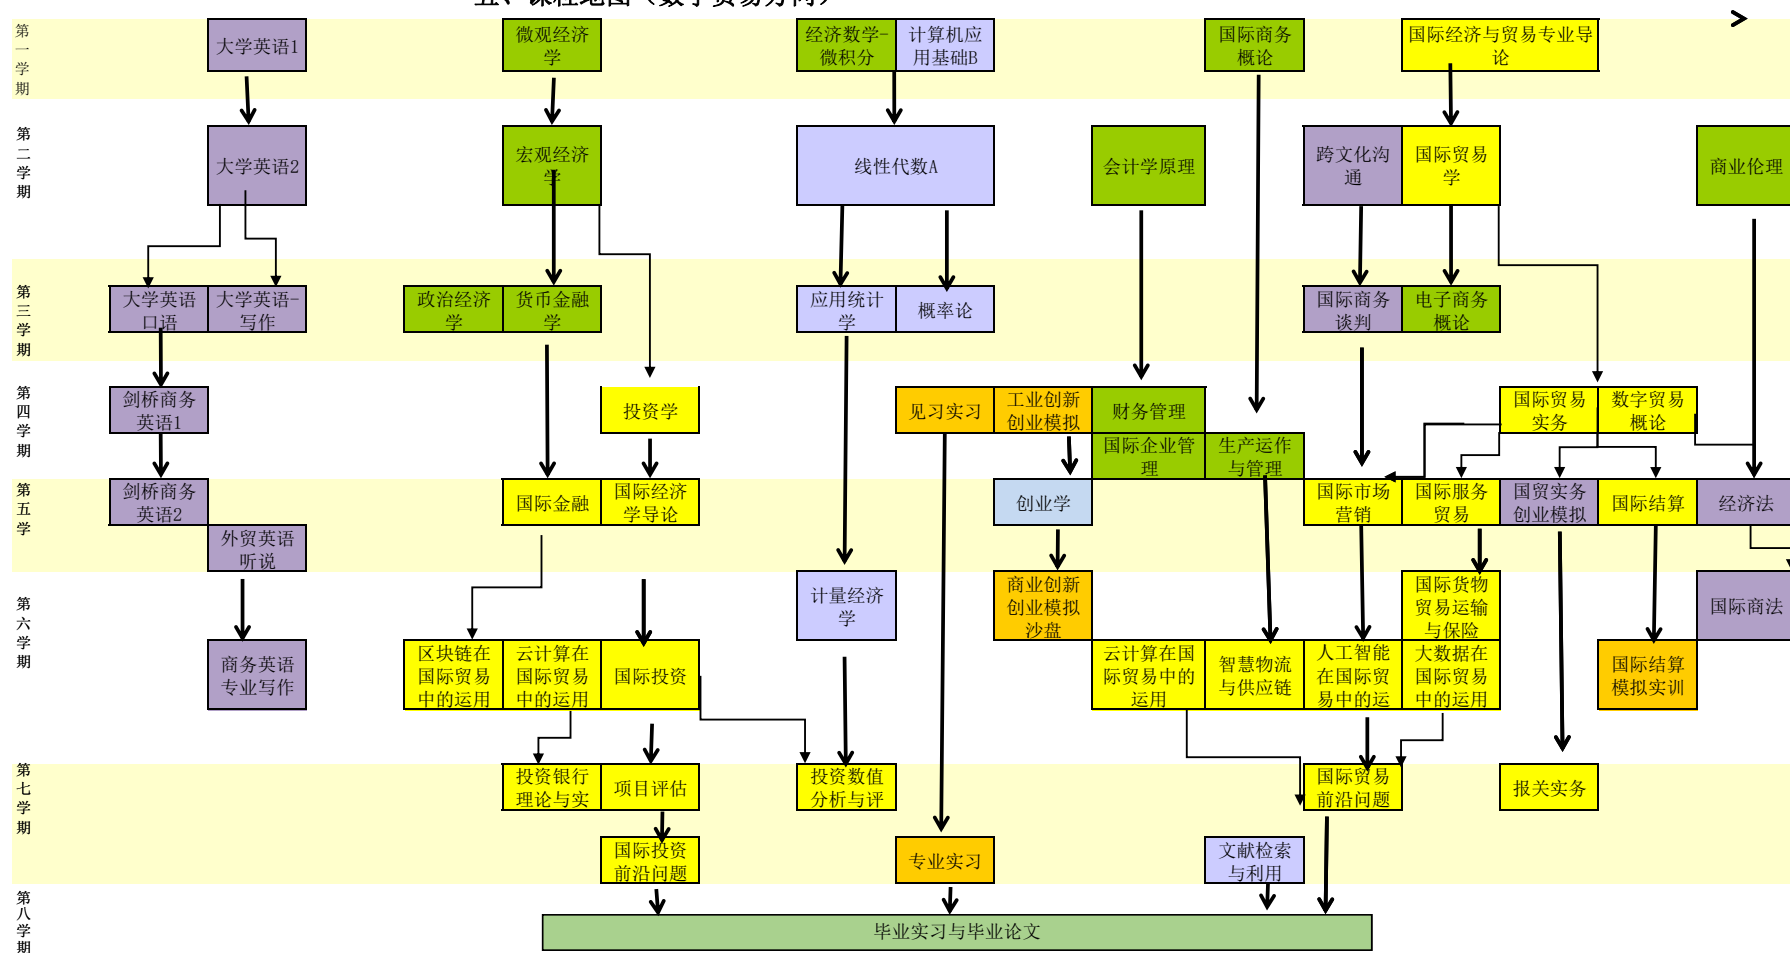 五、课程地图（数字贸易方向）
第一学期
大学英语1
微观经济
学
经济数学-
微积分
计算机应
用基础B
国际商务
概论
国际经济与贸易专业导
论
第二学期
大学英语2
宏观经济
学
线性代数A
会计学原理
跨文化沟
通
国际贸易
学
商业伦理
第三学期
大学英语
口语
大学英语-
写作
政治经济
学
货币金融
学
应用统计
学
概率论
国际商务
谈判
电子商务
概论
第四学期
剑桥商务
英语1
投资学
见习实习
工业创新
创业模拟
财务管理
国际贸易
实务
数字贸易
概论
国际企业管
理
生产运作
与管理
第五学
剑桥商务
英语2
国际金融
国际经济
学导论
创业学
国际市场
营销
国际服务
贸易
国贸实务
创业模拟
国际结算
经济法
外贸英语
听说
第六学期
计量经济
学
商业创新
创业模拟
沙盘
国际货物
贸易运输
与保险
国际商法
商务英语
专业写作
区块链在
国际贸易
中的运用
云计算在
国际贸易
中的运用
国际投资
云计算在国
际贸易中的
运用
智慧物流
与供应链
人工智能
在国际贸
易中的运
大数据在
国际贸易
中的运用
国际结算
模拟实训
第七学期
投资银行
理论与实
项目评估
投资数值
分析与评
国际贸易
前沿问题
报关实务
国际投资
前沿问题
专业实习
文献检索
与利用
第八学期
毕业实习与毕业论文